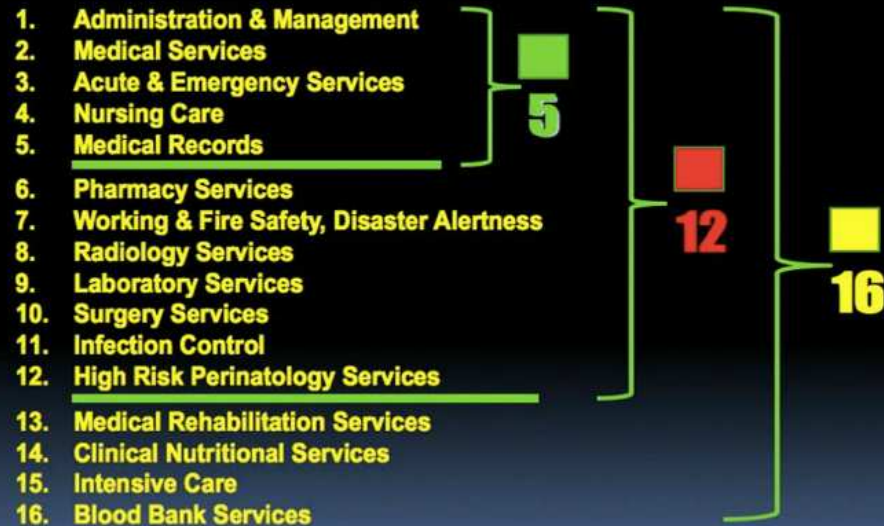 1. Administration & Management
2. Medical Services
3. Acute & Emergency Services
4. Nursing Care
5. Medical Records
5
6. Pharmacy Services
7. Working & Fire Safety, Disaster Alertness
8. Radiology Services
9. Laboratory Services
10. Surgery Services
11. Infection Control
12. High Risk Perinatology Services
12
13. Medical Rehabilitation Services
14. Clinical Nutritional Services
15. Intensive Care
16. Blood Bank Services
16